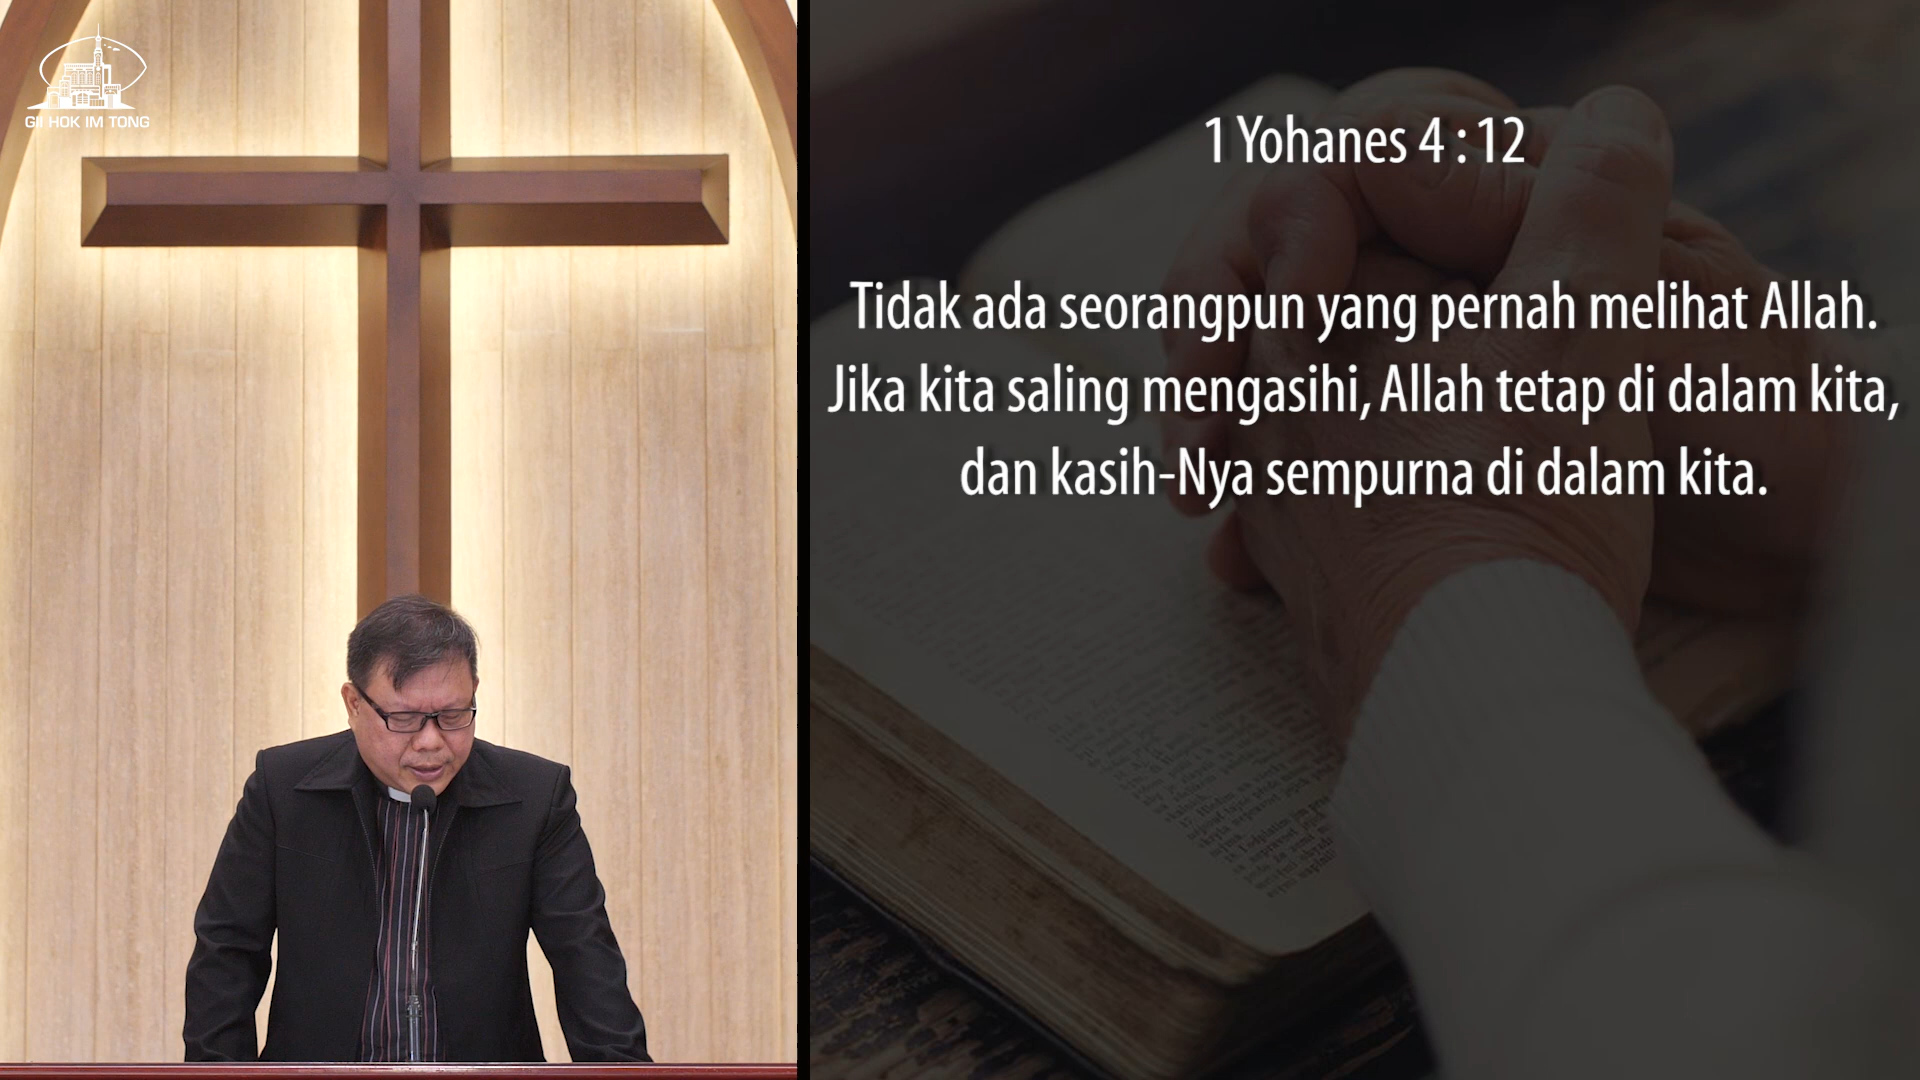 GII HOK IM TONG
1 Yohanes 4 : 12
Tidak ada seorangpun yang pernah melihat Allah.
Jika kita saling mengasihi, Allah tetap di dalam kita,
dan kasih-Nya sempurna di dalam kita.